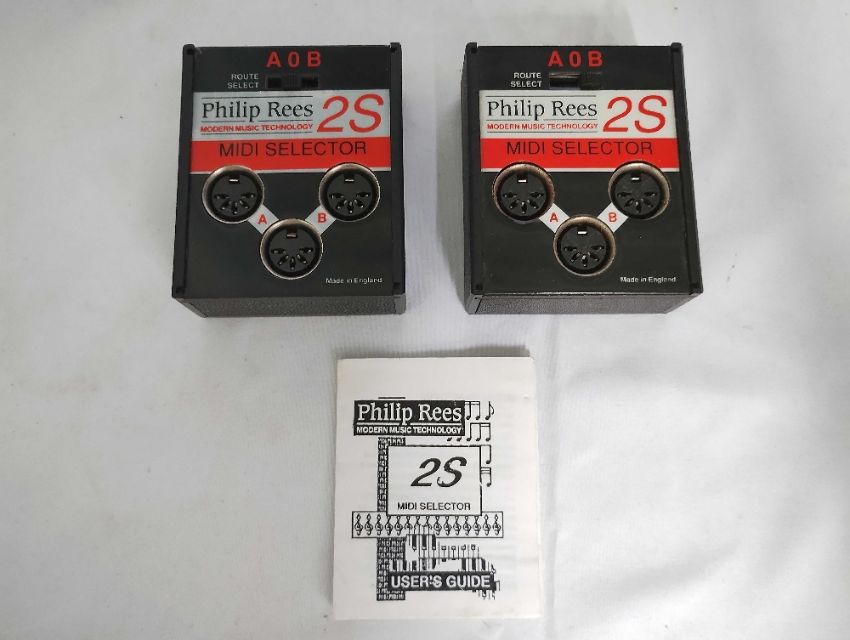 A 0 B
ROUTE
SELECT
Philip Rees 2S
MODERN MUSIC TECHNOLOGY
MIDI SELECTOR
A B
Made in England
A 0 B
ROUTE
SELECT
Philip Rees 2S
MODERN MUSIC TECHNOLOGY
MIDI SELECTOR
A B
Made in England
Philip Rees
MODERN MUSIC TECHNOLOGY
2S
MIDI SELECTOR
USER'S GUIDE